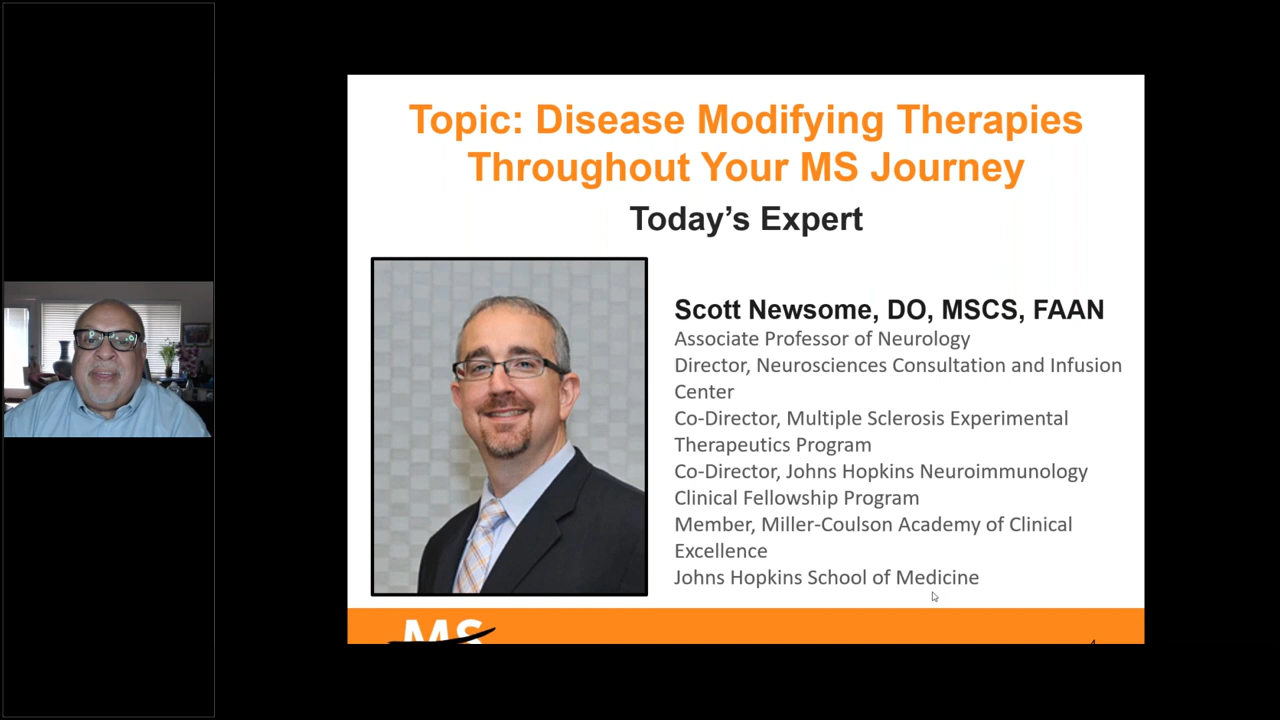 Topic: Disease Modifying Therapies
Throughout Your MS Journey
Today’s Expert
Scott Newsome, DO, MSCS, FAAN
Associate Professor of Neurology
Director, Neurosciences Consultation and Infusion
Center
Co-Director, Multiple Sclerosis Experimental
Therapeutics Program
Co-Director, Johns Hopkins Neuroimmunology
Clinical Fellowship Program
Member, Miller-Coulson Academy of Clinical
Excellence
Johns Hopkins School of Medicine
MS